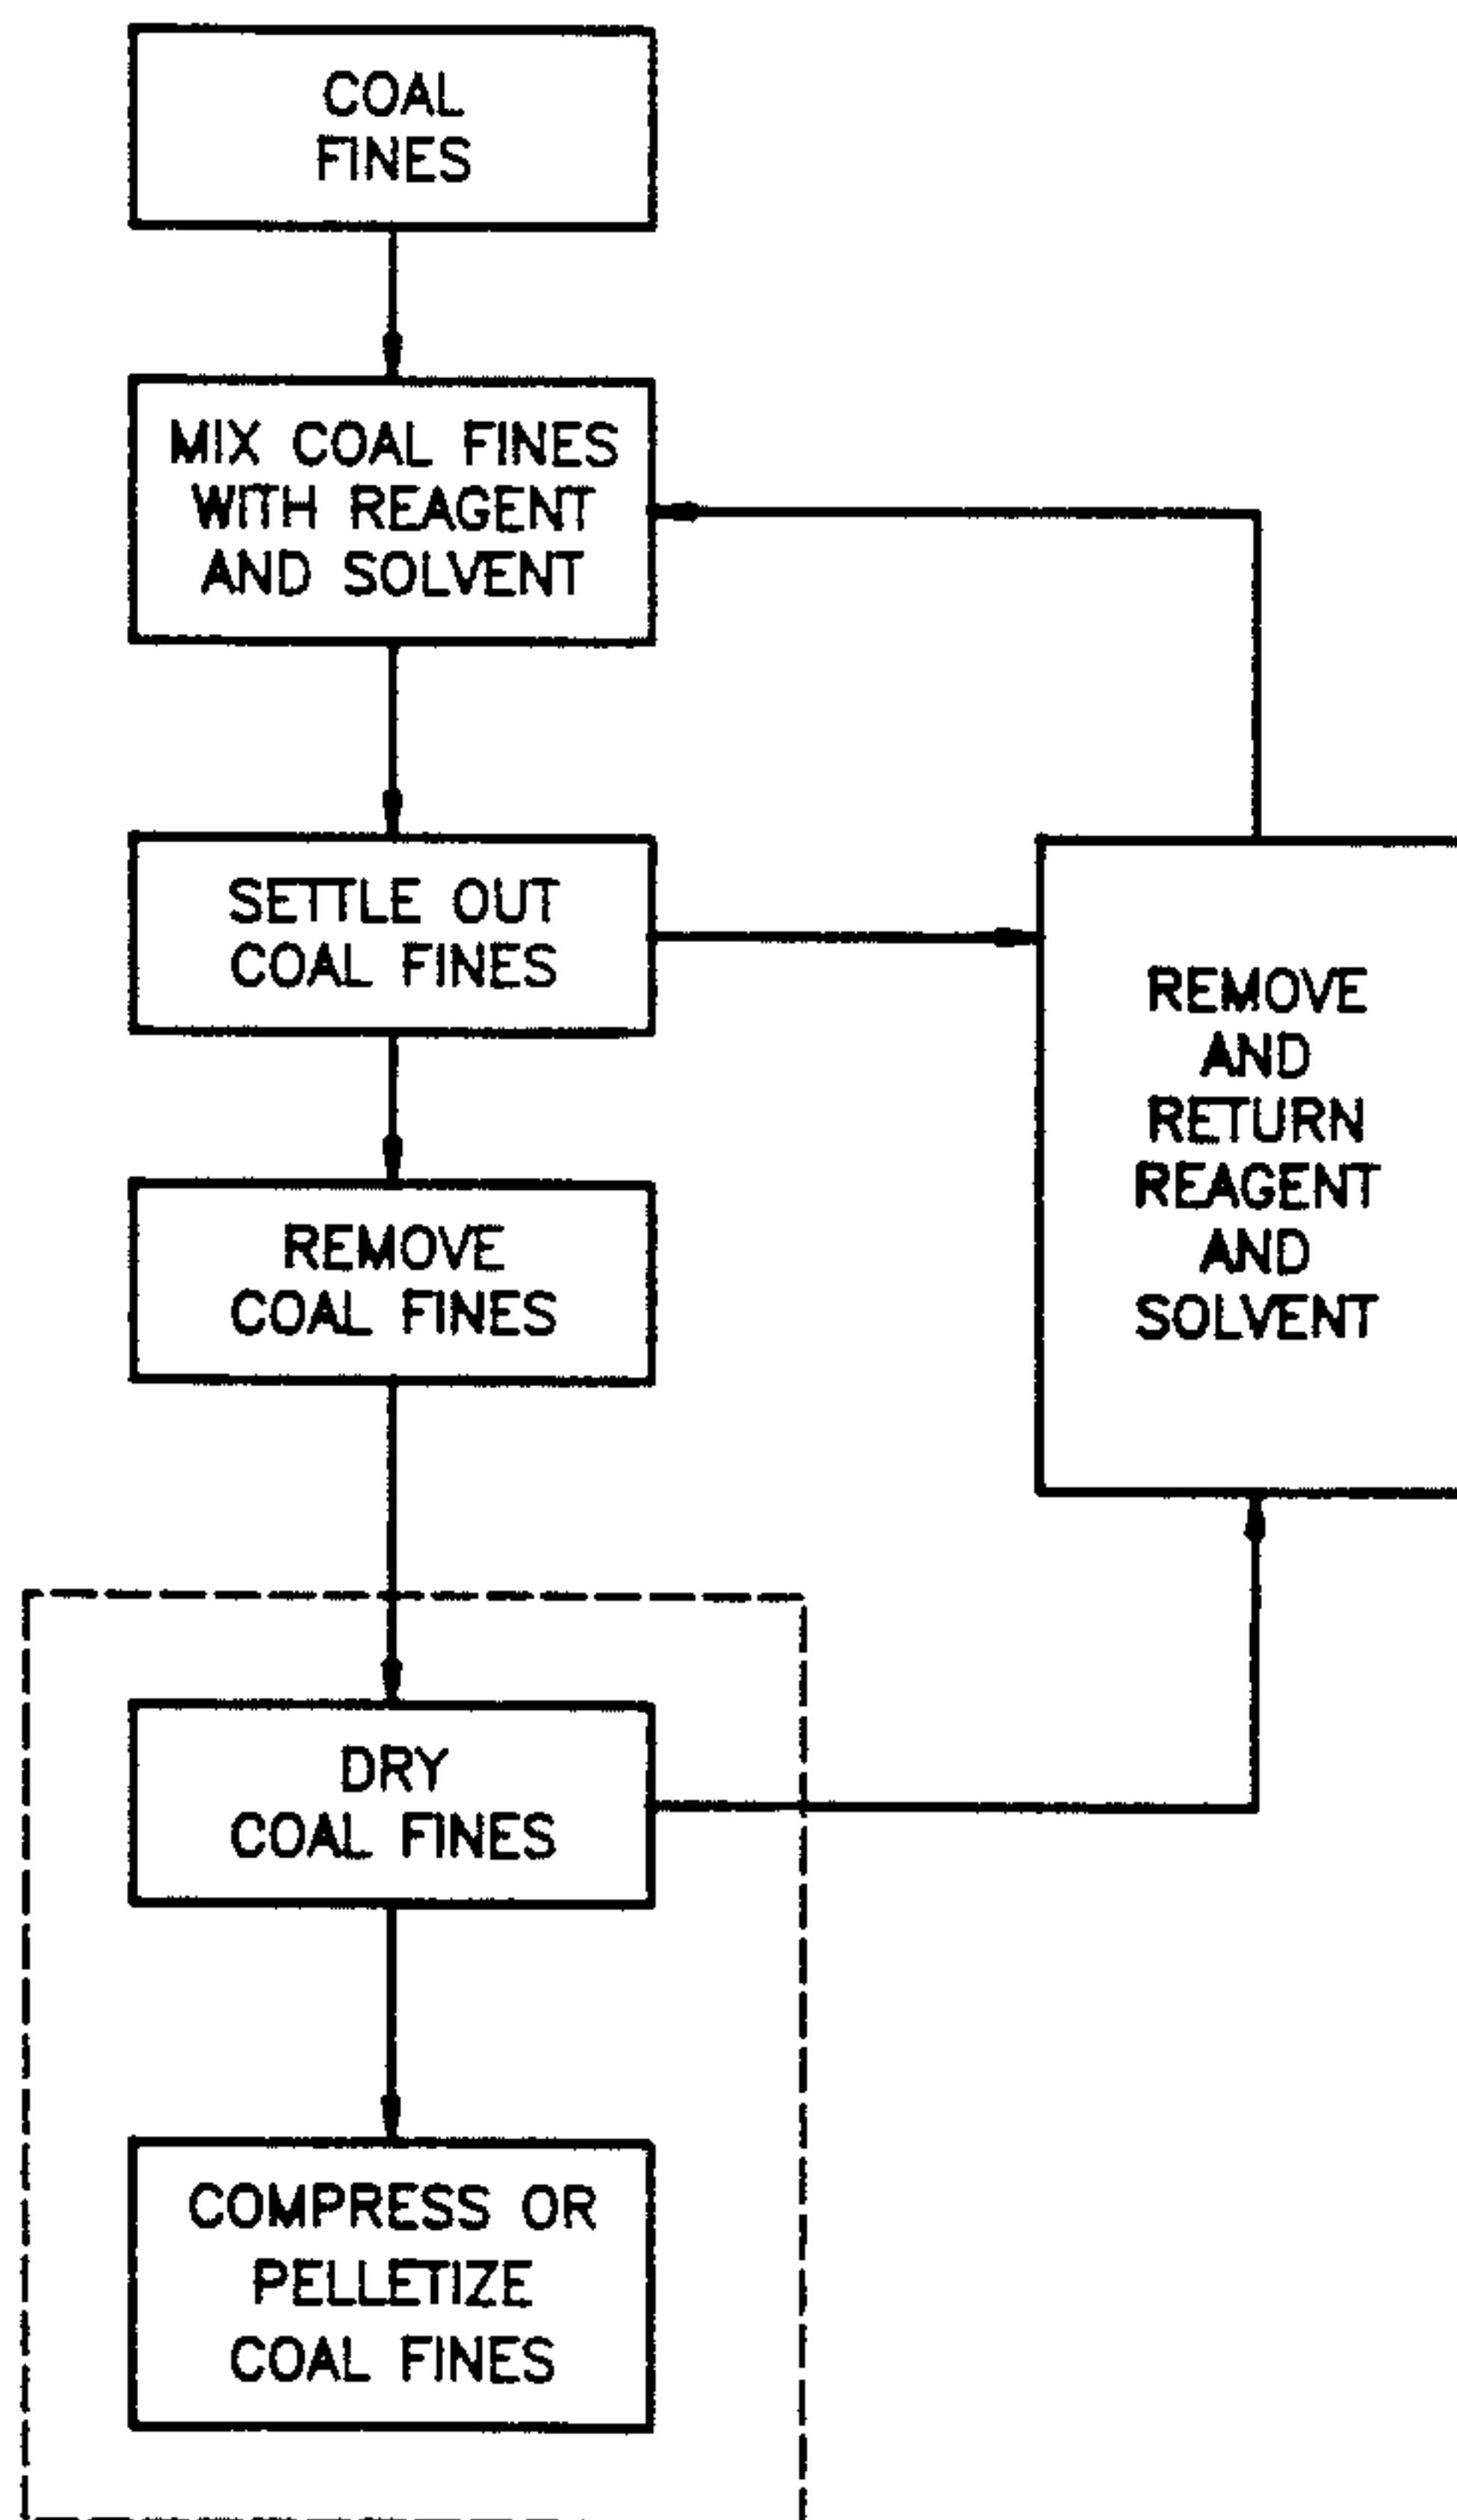 COAL
FINES
MIX COAL FINES
WITH REAGENT
AND SOLVENT
SETTLE OUT
COAL FINES
REMOVE
COAL FINES
REMOVE
AND
RETURN
REAGENT
AND
SOLVENT
DRY
COAL FINES
COMPRESS OR
PELLETIZE
COAL FINES